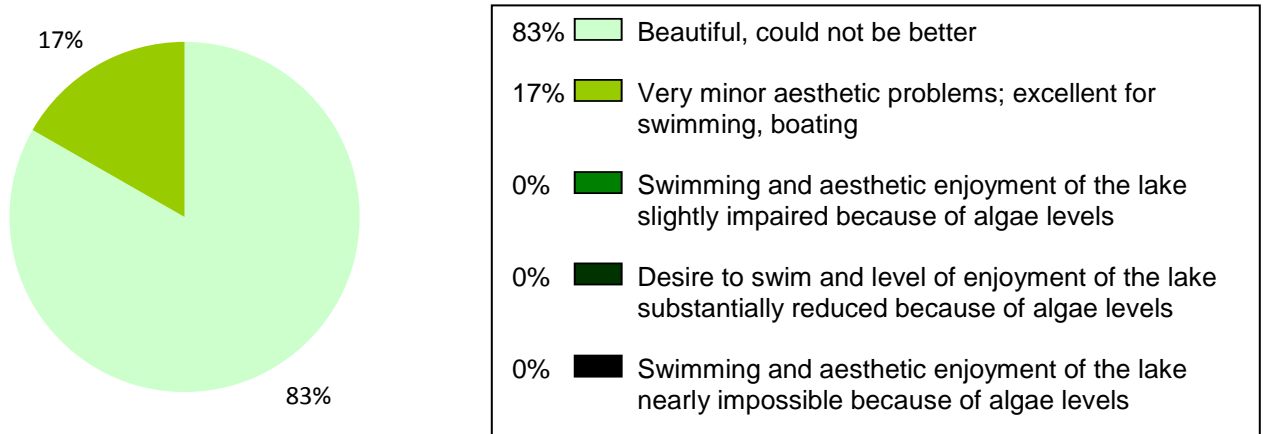 17%
83%
83% Beautiful, could not be better
17% Very minor aesthetic problems; excellent for
swimming, boating
0% Swimming and aesthetic enjoyment of the lake
slightly impaired because of algae levels
0% Desire to swim and level of enjoyment of the lake
substantially reduced because of algae levels
0% Swimming and aesthetic enjoyment of the lake
nearly impossible because of algae levels